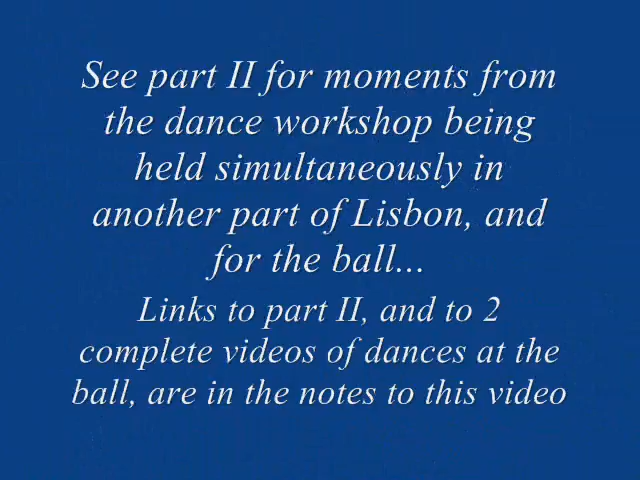 See part II for moments from
the dance workshop being
held simultaneously in
another part of Lisbon, and
for the ball...
Links to part II, and to 2
complete videos of dances at the
ball, are in the notes to this video